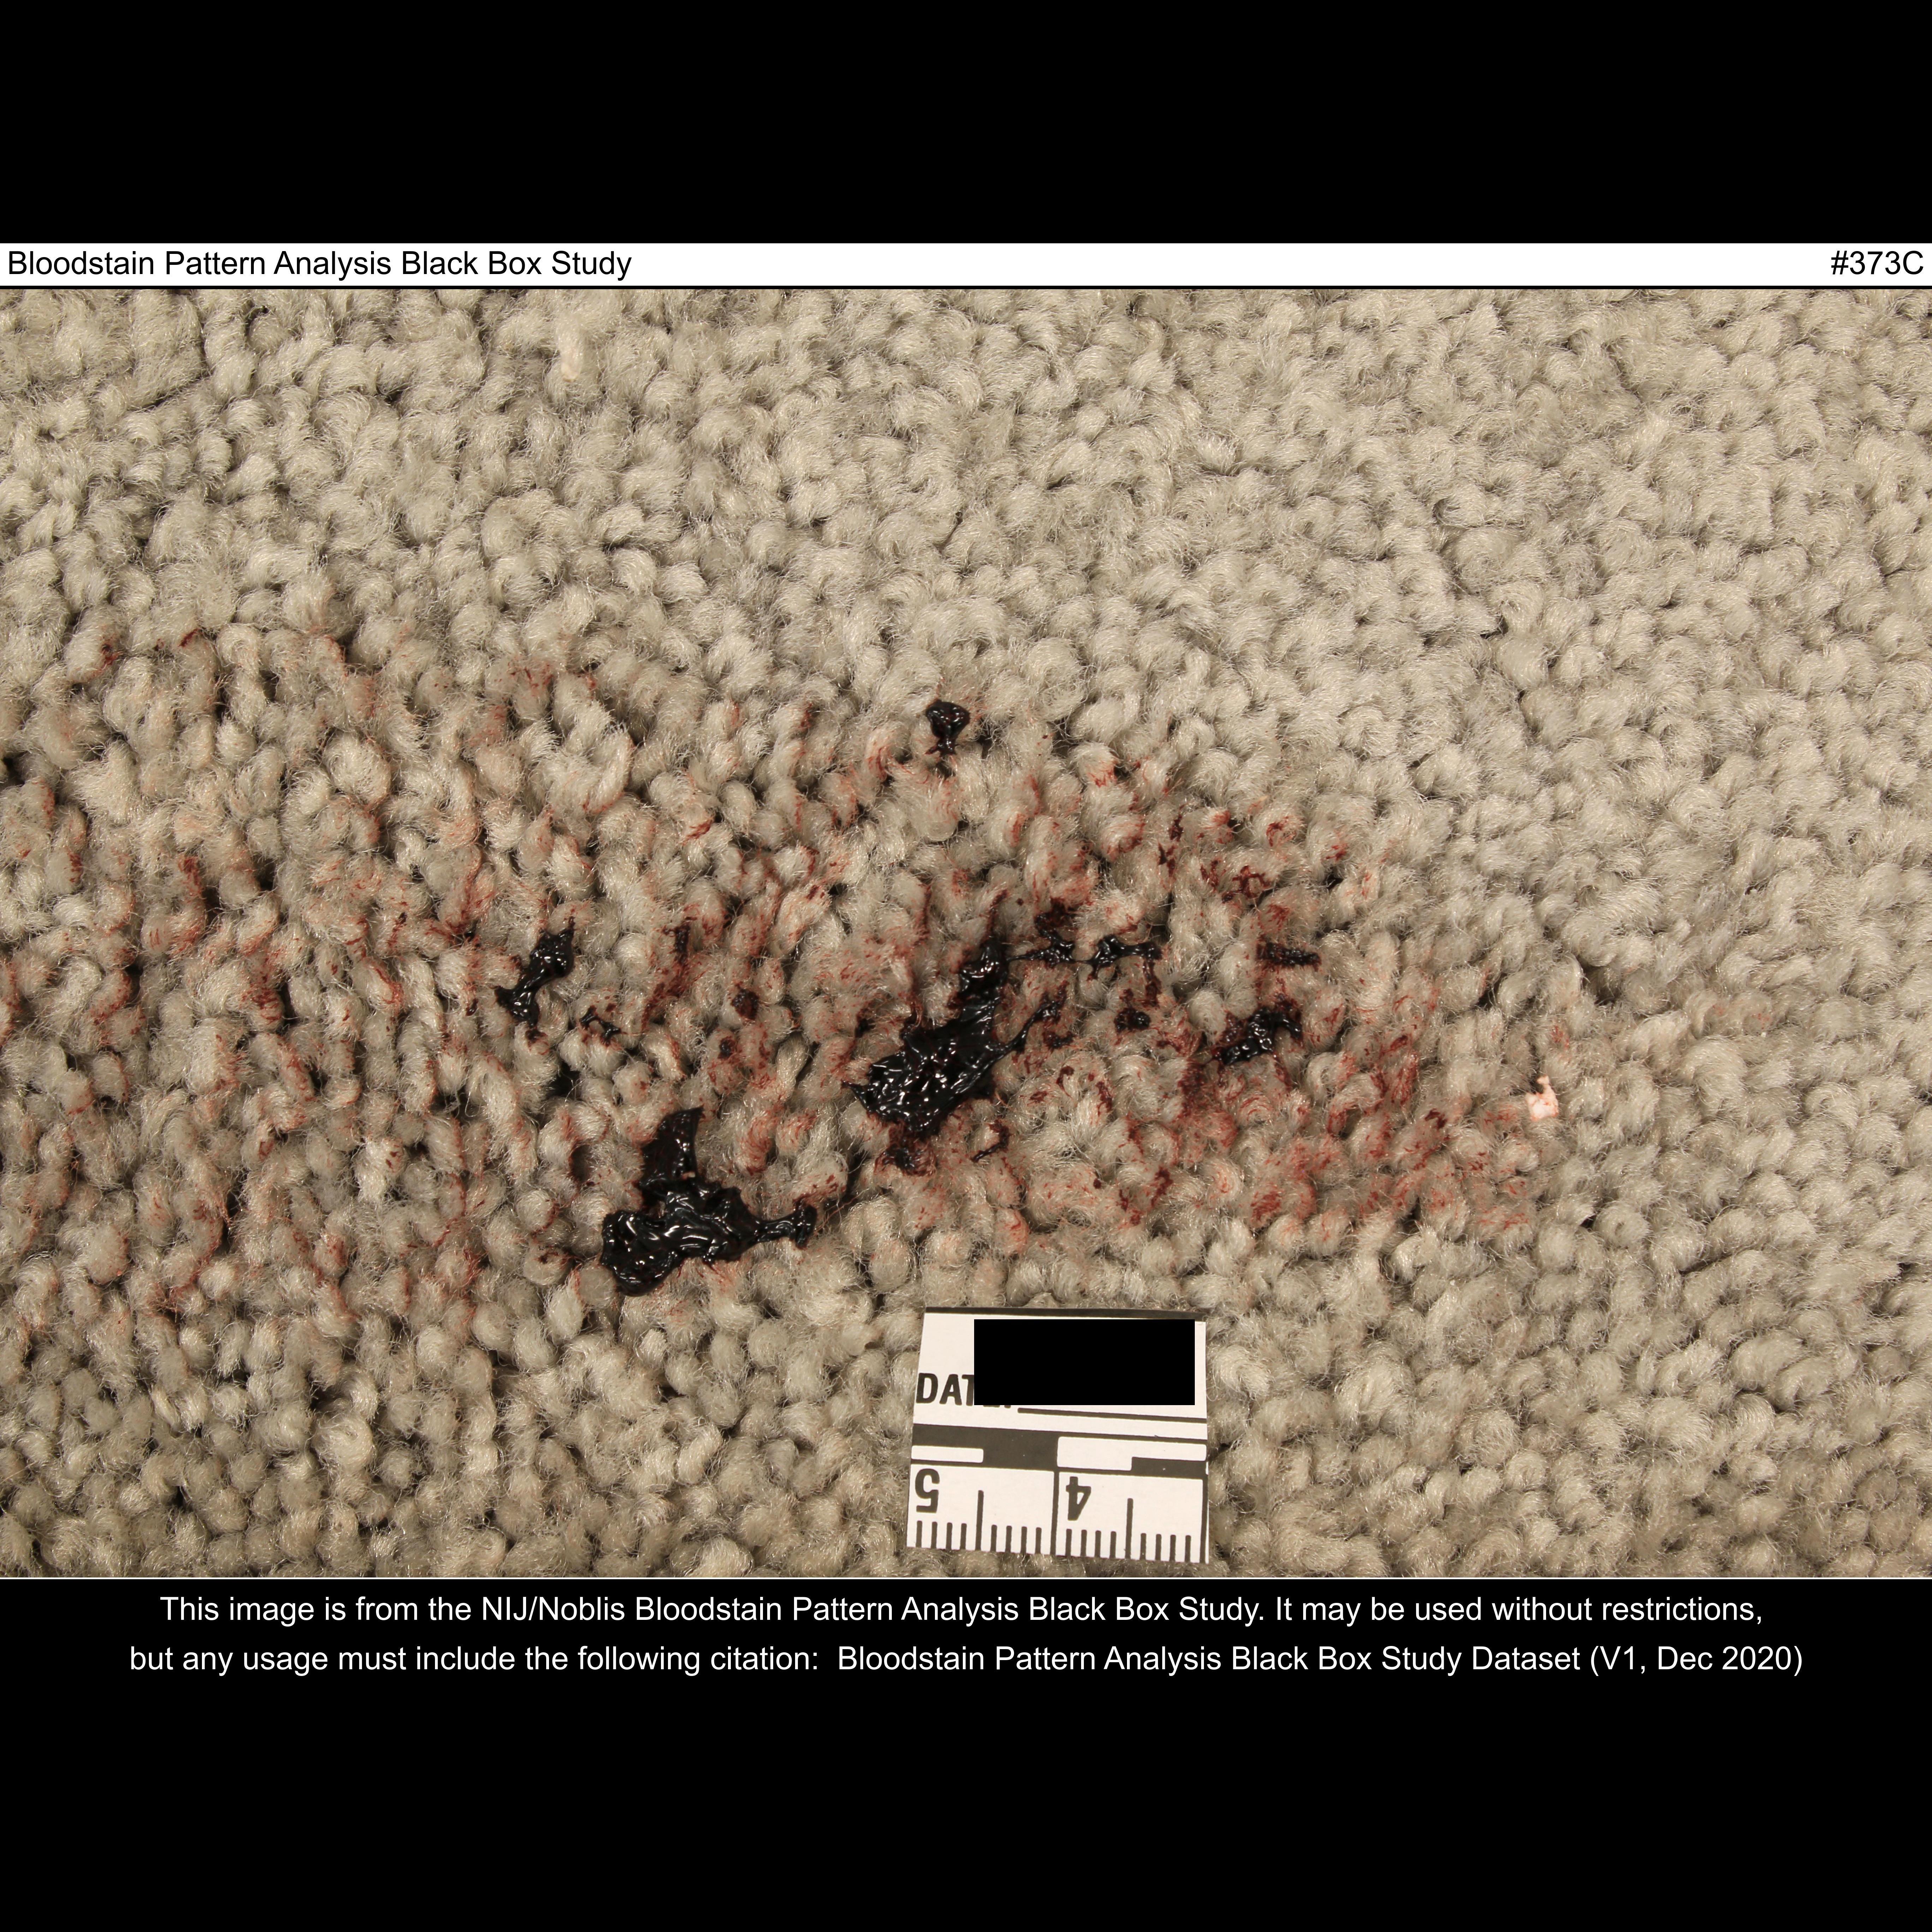 Bloodstain Pattern Analysis Black Box Study #373C
5 4
This image is from the NIJ/Noblis Bloodstain Pattern Analysis Black Box Study. It may be used without restrictions,
but any usage must include the following citation: Bloodstain Pattern Analysis Black Box Study Dataset (V1, Dec 2020)